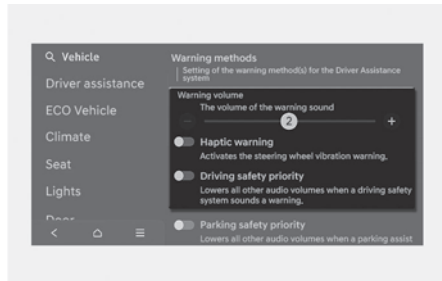 Vehicle
Driver assistance
ECO Vehicle
Climate
Seat
Lights
Door
Warning methods
Setting of the warning method(s) for the Driver Assistance
system
Warning volume
The volume of the warning sound
− 2 +
Haptic warning
Activates the steering wheel vibration warning.
Driving safety priority
Lowers all other audio volumes when a driving safety
system sounds a warning.
Parking safety priority
Lowers all other audio volumes when a parking assist